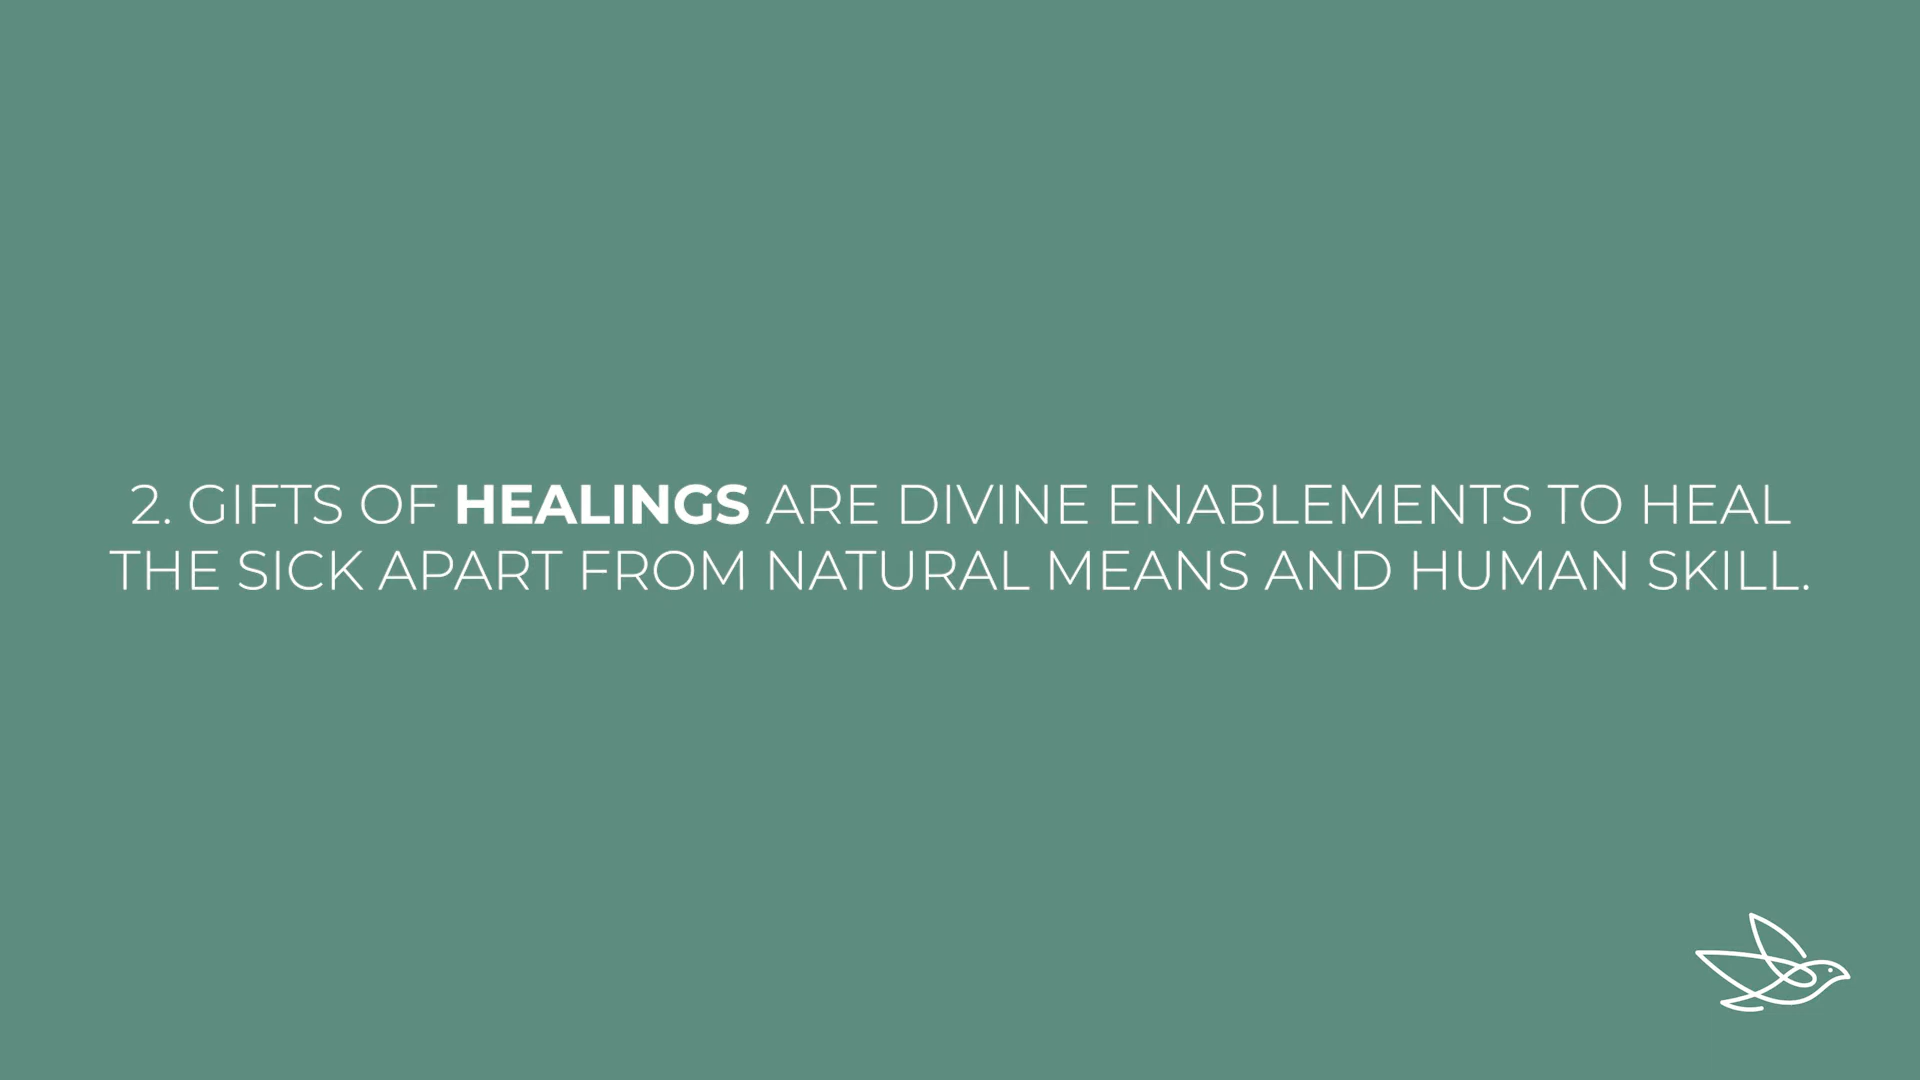 2. GIFTS OF HEALINGS ARE DIVINE ENABLEMENTS TO HEAL
THE SICK APART FROM NATURAL MEANS AND HUMAN SKILL.